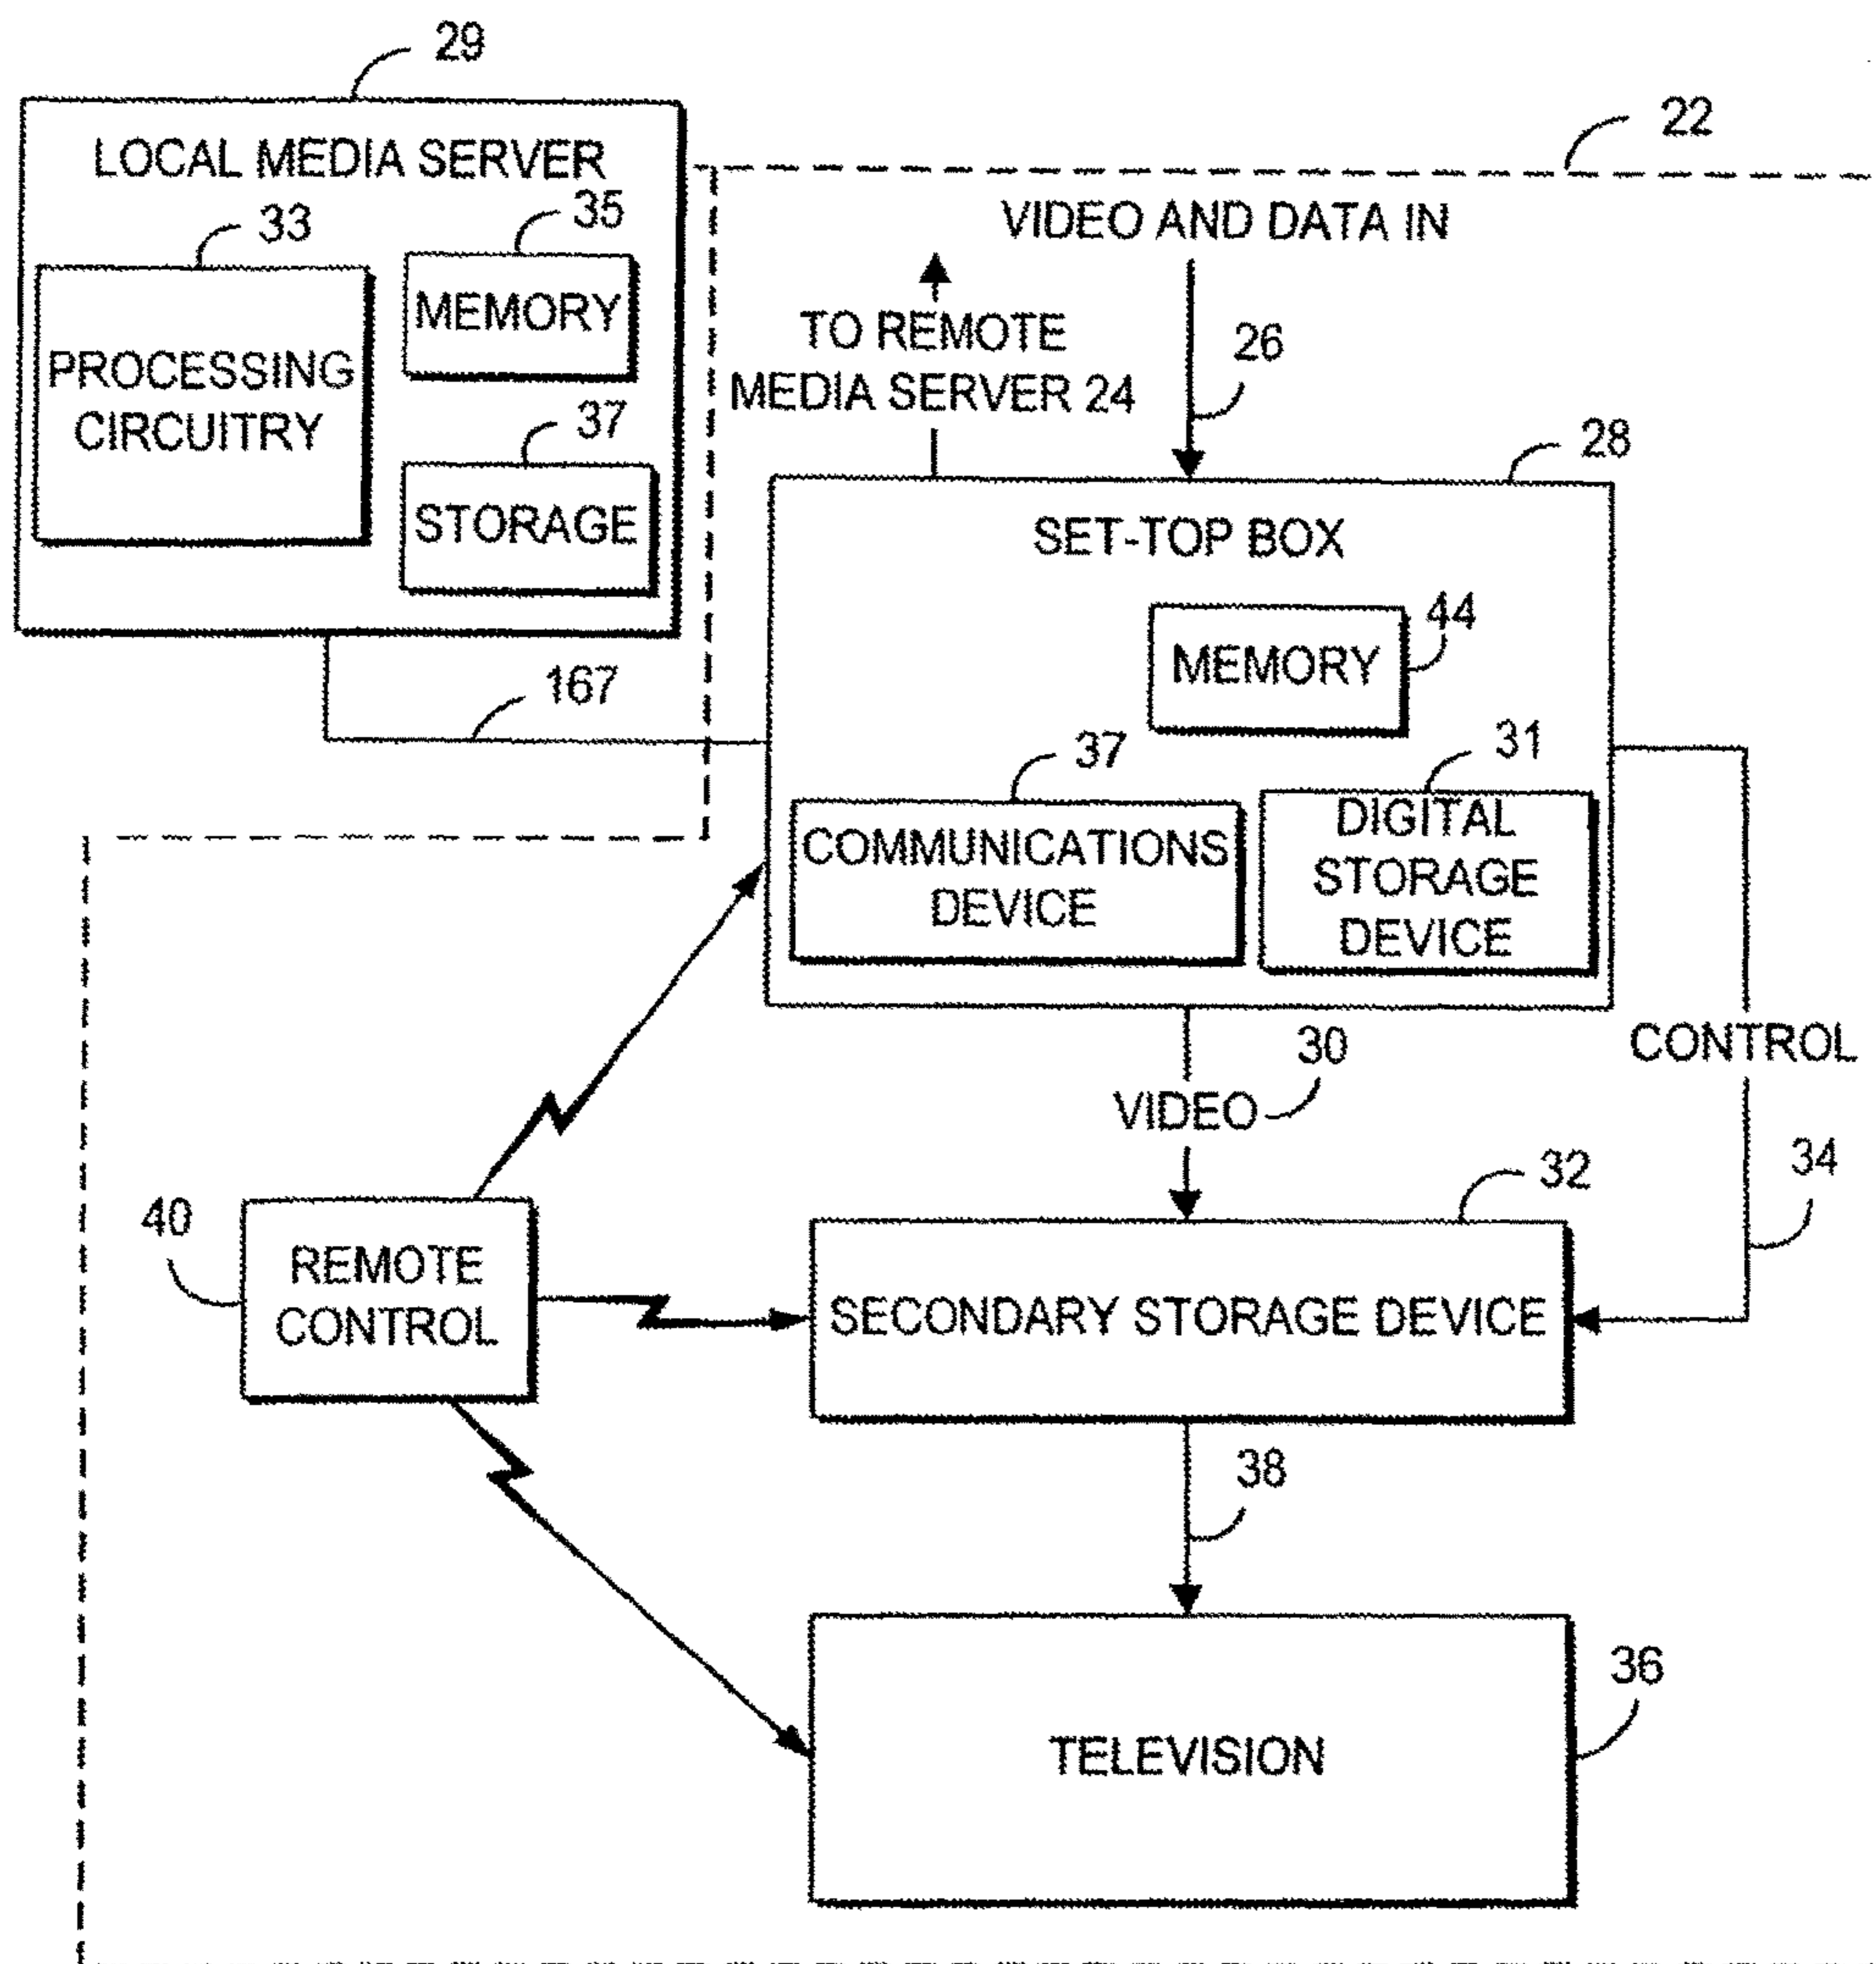 29
LOCAL MEDIA SERVER
33
35
PROCESSING
CIRCUITRY
MEMORY
37
STORAGE
167
22
VIDEO AND DATA IN
TO REMOTE
MEDIA SERVER 24
26
28
SET-TOP BOX
MEMORY
44
37
COMMUNICATIONS
DEVICE
31
DIGITAL
STORAGE
DEVICE
CONTROL
34
VIDEO
30
32
SECONDARY STORAGE DEVICE
40
REMOTE
CONTROL
38
36
TELEVISION